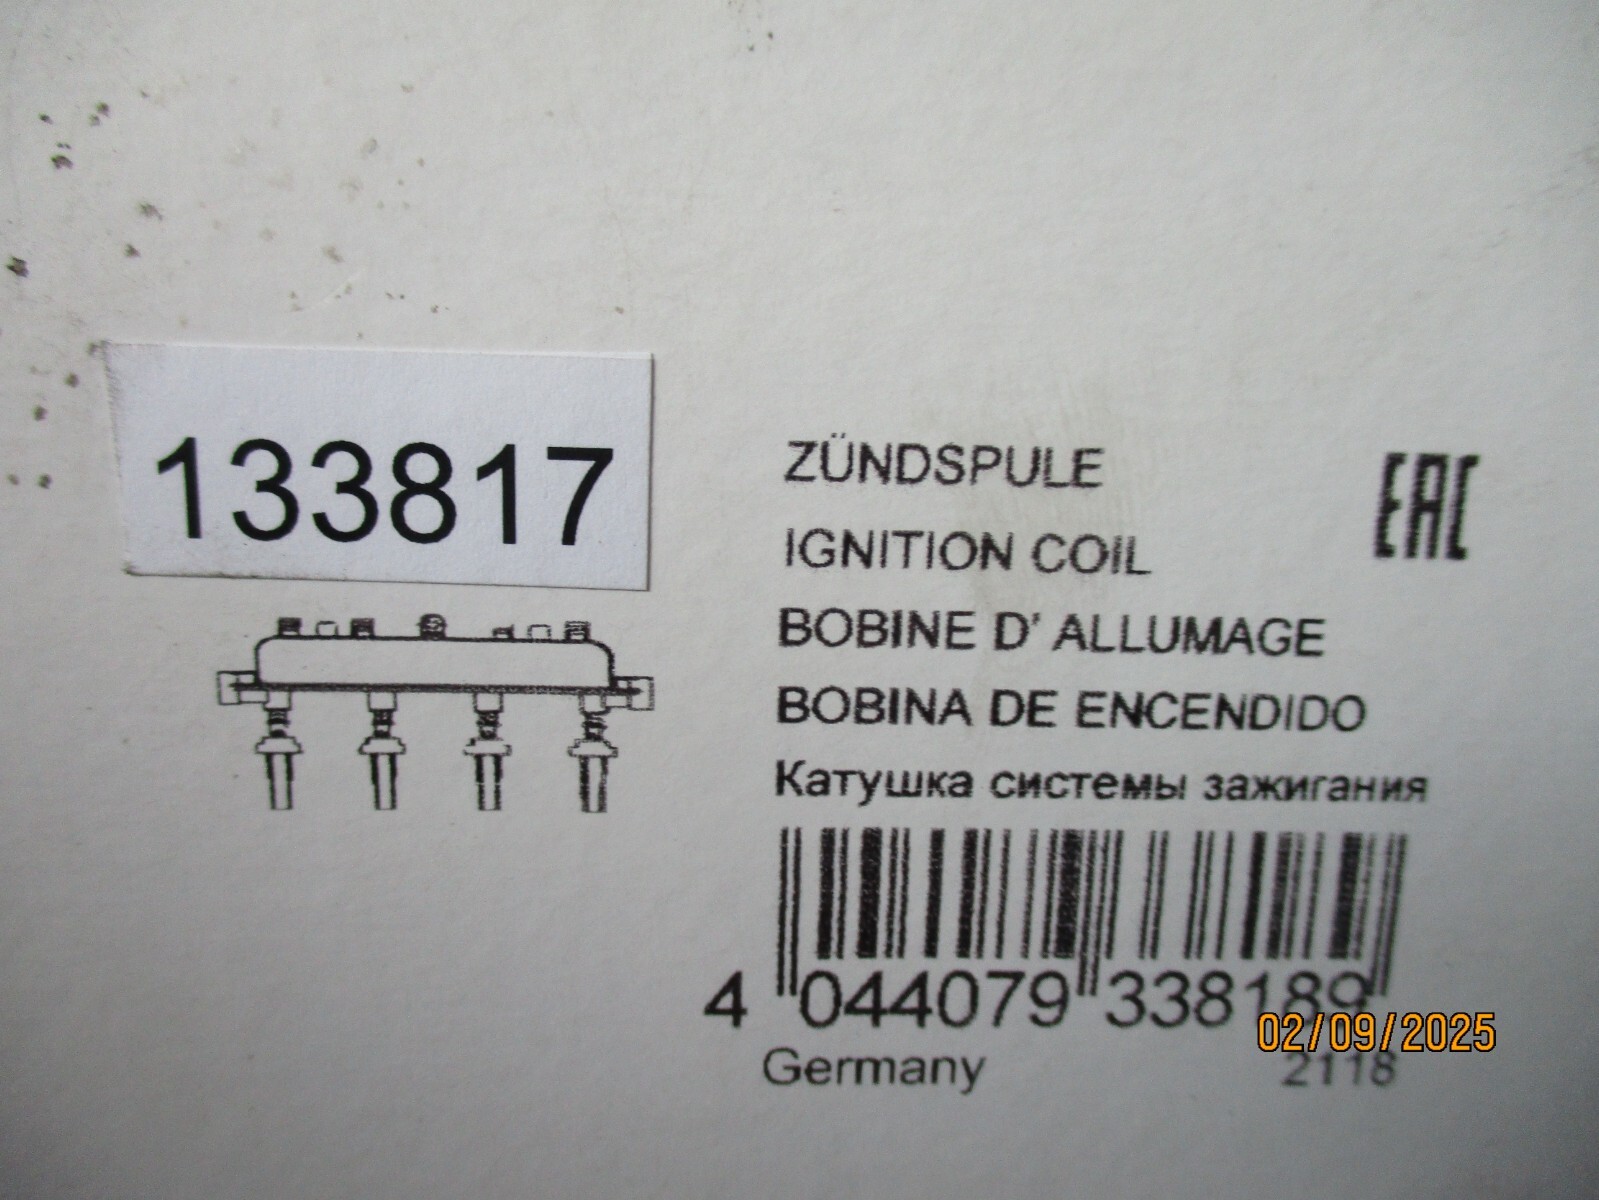 133817
ZÜNDSPULE
EAC
IGNITION COIL
BOBINE D' ALLUMAGE
BOBINA DE ENCENDIDO
Катушка системы зажигания
4 044079 338189
02/09/2025
Germany 2118